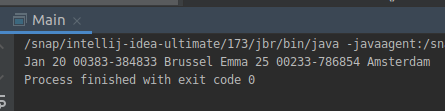 Main ×
/snap/intellij-idea-ultimate/173/jbr/bin/java -javaagent:/sn
Jan 20 00383-384833 Brussel Emma 25 00233-786854 Amsterdam
Process finished with exit code 0